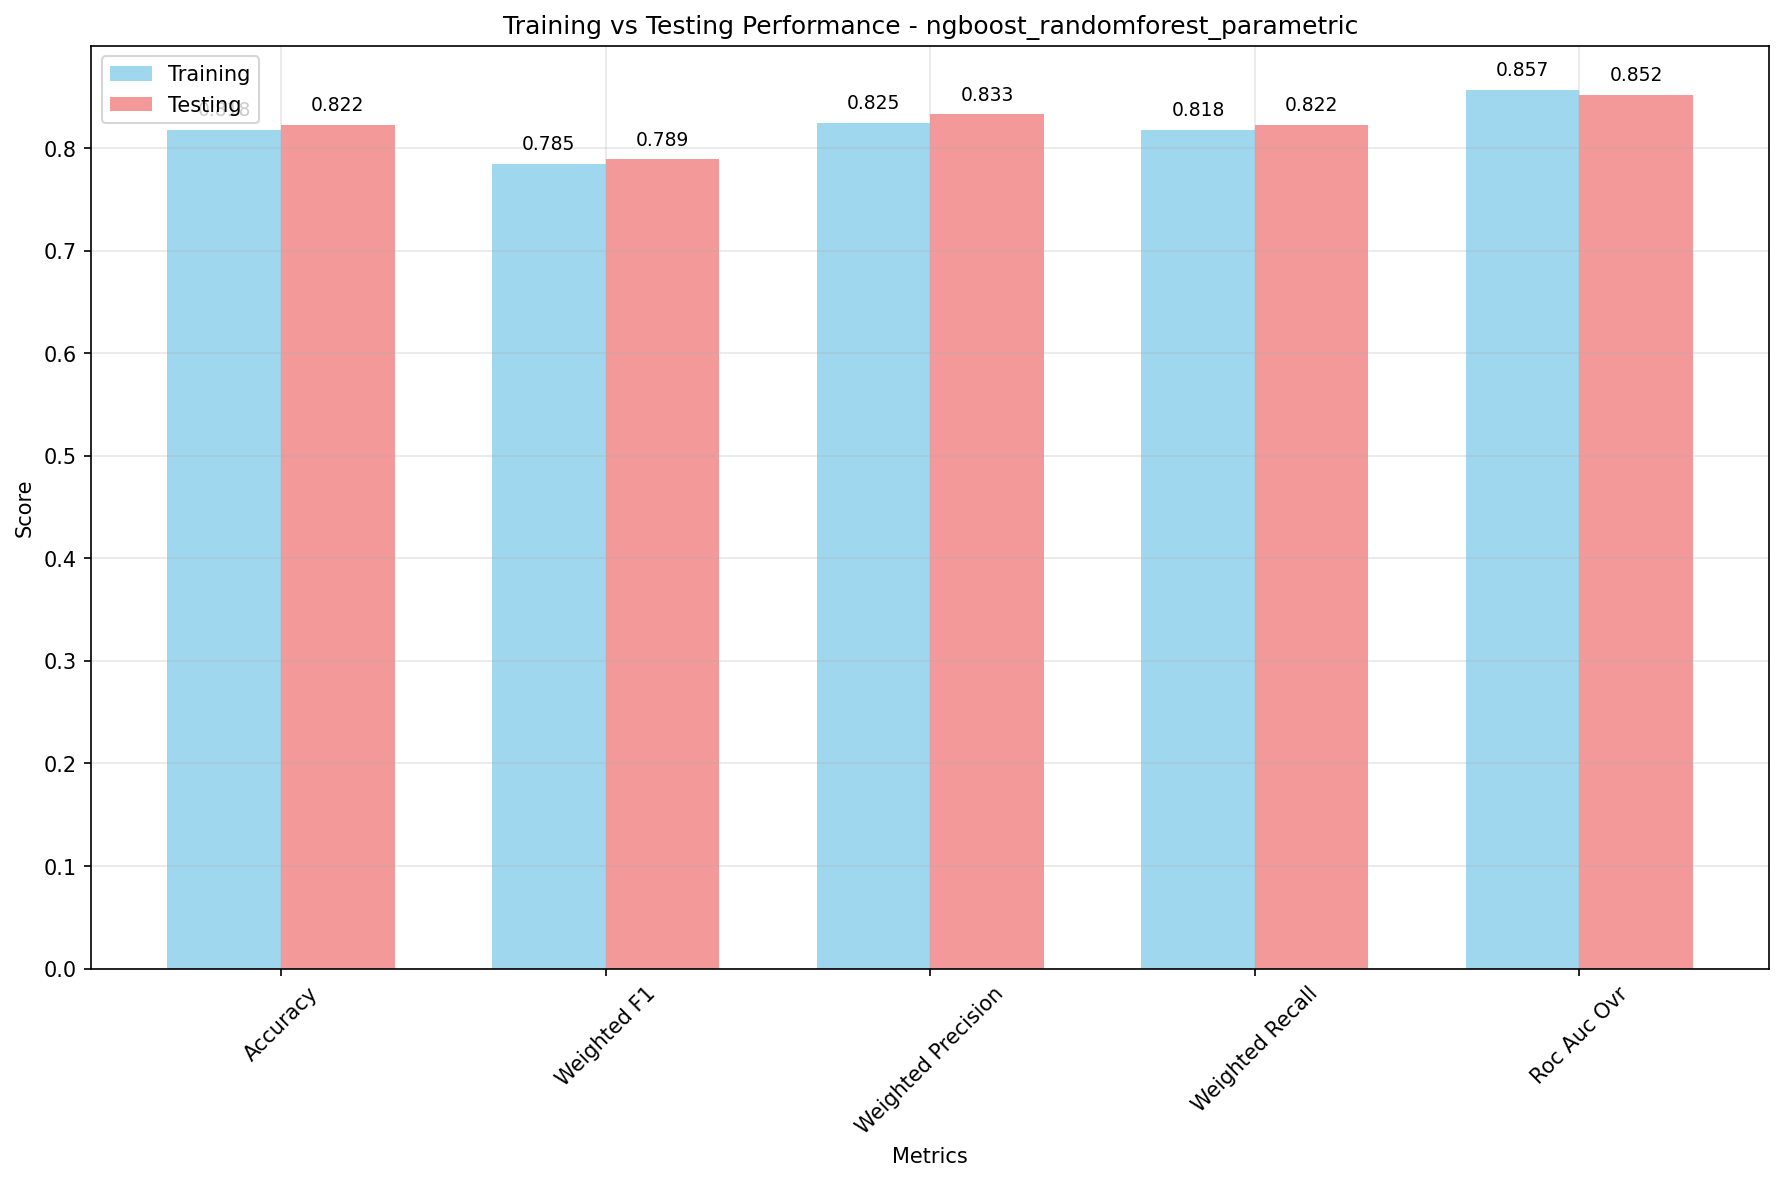 Training vs Testing Performance - ngboost_randomforest_parametric
Training
Testing
0.818
0.822
0.785
0.789
0.825
0.833
0.818
0.822
0.857
0.852
0.8
0.7
0.6
0.5
0.4
0.3
0.2
0.1
0.0
Score
Accuracy
Weighted F1
Weighted Precision
Weighted Recall
Roc Auc Ovr
Metrics